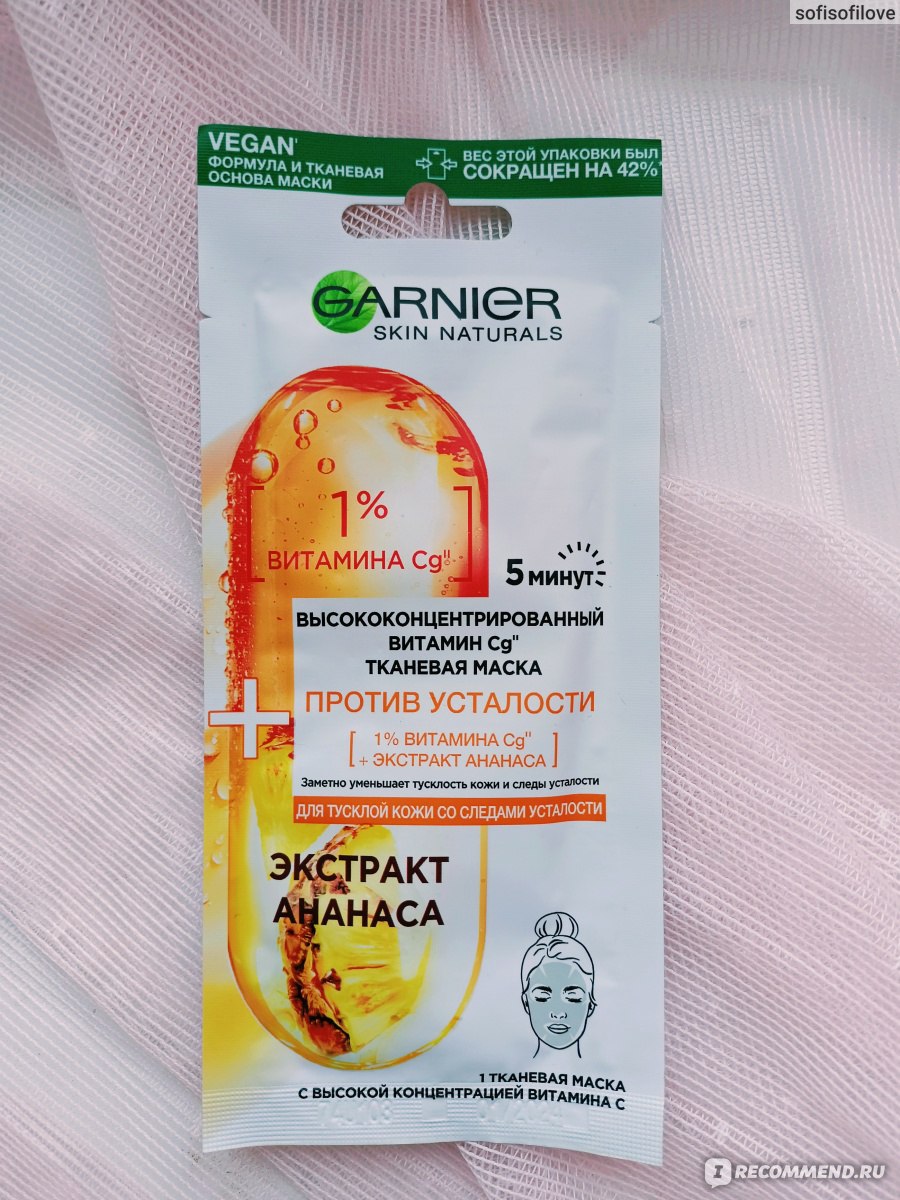 sofisofilove
VEGAN'
ФОРМУЛА И ТКАНЕВАЯ
ОСНОВА МАСКИ
ВЕС ЭТОЙ УПАКОВКИ БЫЛ
СОКРАЩЕН НА 42%*
GARNIER
SKIN NATURALS
1%
ВИТАМИНА Cg"
5 МИНУТ
ВЫСОКОКОНЦЕНТРИРОВАННЫЙ
ВИТАМИН Cg"
ТКАНЕВАЯ МАСКА
ПРОТИВ УСТАЛОСТИ
[ 1% ВИТАМИНА Cg"
+ ЭКСТРАКТ АНАНАСА ]
Заметно уменьшает тусклость кожи и следы усталости
ДЛЯ ТУСКЛОЙ КОЖИ СО СЛЕДАМИ УСТАЛОСТИ
+
ЭКСТРАКТ
АНАНАСА
1 ТКАНЕВАЯ МАСКА
С ВЫСОКОЙ КОНЦЕНТРАЦИЕЙ ВИТАМИНА С
IRECOMMEND.RU